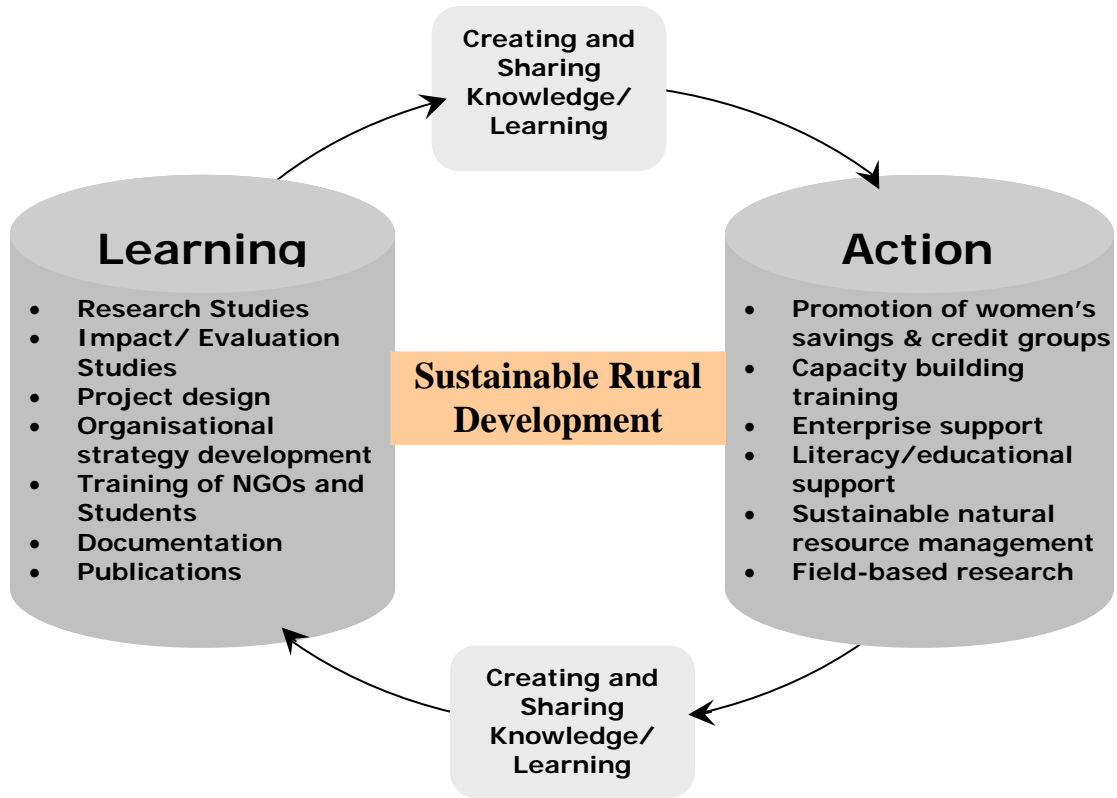 Creating and
Sharing
Knowledge/
Learning
Learning
• Research Studies
• Impact/ Evaluation
Studies
• Project design
• Organisational
strategy development
• Training of NGOs and
Students
• Documentation
• Publications
Sustainable Rural
Development
Action
• Promotion of women's
savings & credit groups
• Capacity building
training
• Enterprise support
• Literacy/educational
support
• Sustainable natural
resource management
• Field-based research
Creating and
Sharing
Knowledge/
Learning